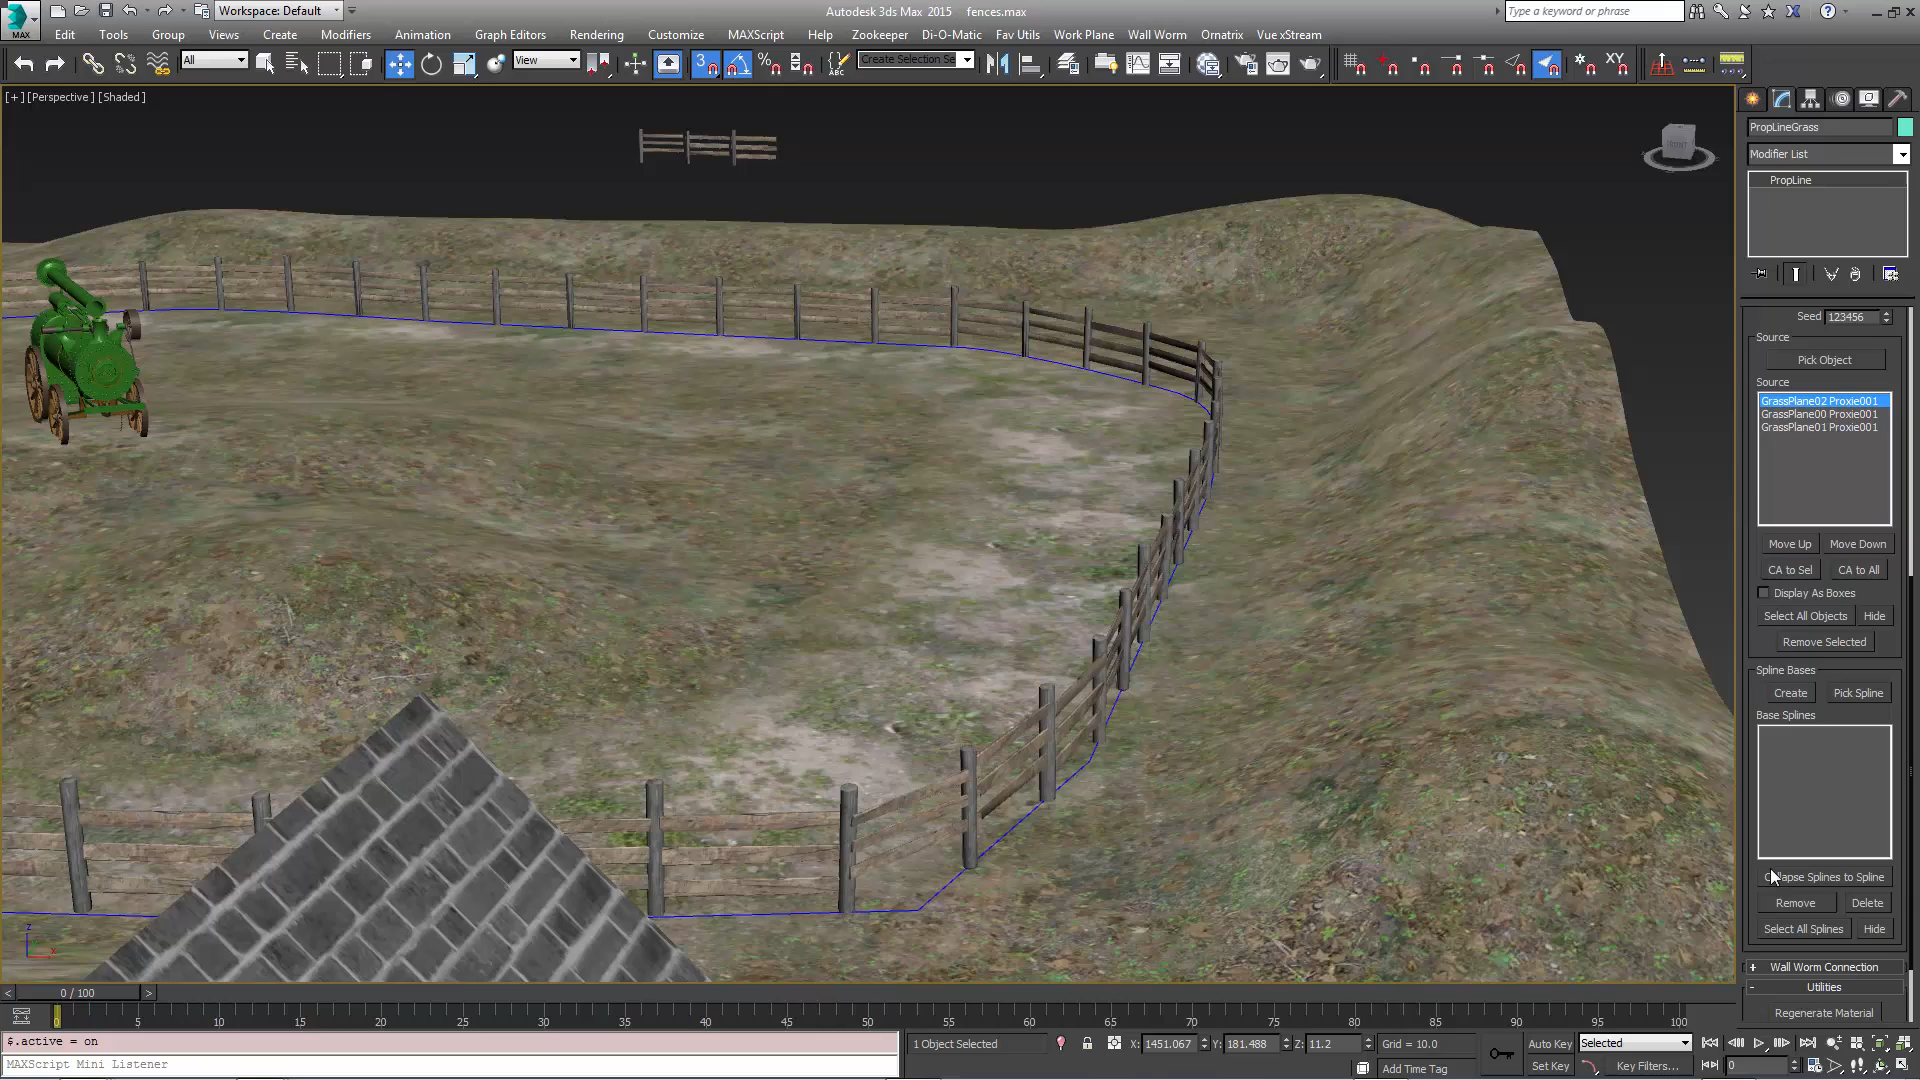 Workspace: Default
Autodesk 3ds Max 2015 fences.max
Type a keyword or phrase
MAX
Edit Tools Group Views Create Modifiers Animation Graph Editors Rendering Customize MAXScript Help Zookeeper Di-O-Matic Fav Utils Work Plane Wall Worm Ornatrix Vue xStream
All
View
3
%
ABC
Create Selection Se
XY
[+] [Perspective] [Shaded]
PropLineGrass
Modifier List
PropLine
Seed 123456
Source
Pick Object
Source
GrassPlane02 Proxie001
GrassPlane00 Proxie001
GrassPlane01 Proxie001
Move Up Move Down
CA to Sel CA to All
Display As Boxes
Select All Objects Hide
Remove Selected
Spline Bases
Create Pick Spline
Base Splines
Splines to Spline
Remove Delete
Select All Splines Hide
+ Wall Worm Connection
- Utilities
Regenerate Material
z
x
< 0 / 100 >
0 5 10 15 20 25 30 35 40 45 50 55 60 65 70 75 80 85 90 95 100
$.active = on
MAXScript Mini Listener
1 Object Selected
X: 1451.067 Y: 181.488 Z: 11.2
Grid = 10.0
Add Time Tag
Auto Key Selected
Set Key Key Filters...
0